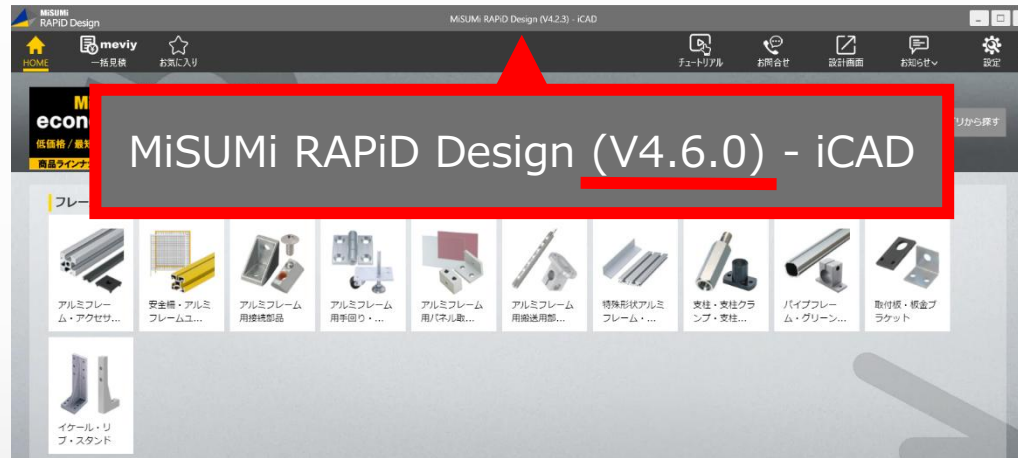 MiSUMi
RAPiD Design
MiSUMi RAPiD Design (V4.2.3) - iCAD
HOME
meviy
一括見積
お気に入り
チュートリアル
お問合せ
設計画面
お知らせ
設定
econ
低価格 / 最短
商品ラインナッ
リから探す
MiSUMi RAPiD Design (V4.6.0) - iCAD
フレー
アルミフレー
ム・アクセサ...
安全柵・アルミ
フレームユ...
アルミフレーム
用接続部品
アルミフレーム
用手回り・...
アルミフレーム
用パネル取...
アルミフレーム
用搬送用部...
特殊形状アルミ
フレーム・...
支柱・支柱クラ
ンプ・支柱...
パイプフレー
ム・グリーン...
取付板・板金ブ
ラケット
イケール・リ
ブ・スタンド